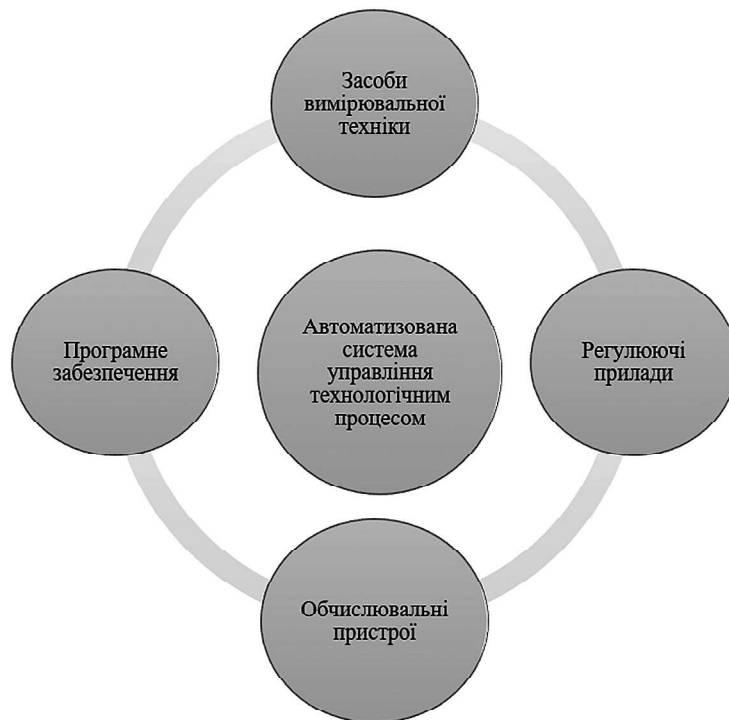 Засоби
вимірювальної
техніки
Програмне
забезпечення
Автоматизована
система
управління
технологічним
процесом
Регулюючі
прилади
Обчислювальні
пристрої